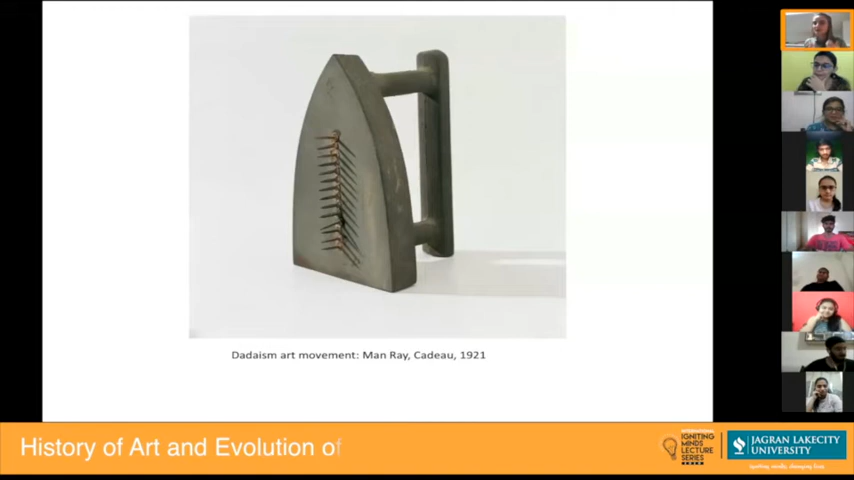 Dadaism art movement: Man Ray, Cadeau, 1921
History of Art and Evolution of
INTERNATIONAL
IGNITING
MINDS
LECTURE
SERIES
JAGRAN LAKECITY
UNIVERSITY